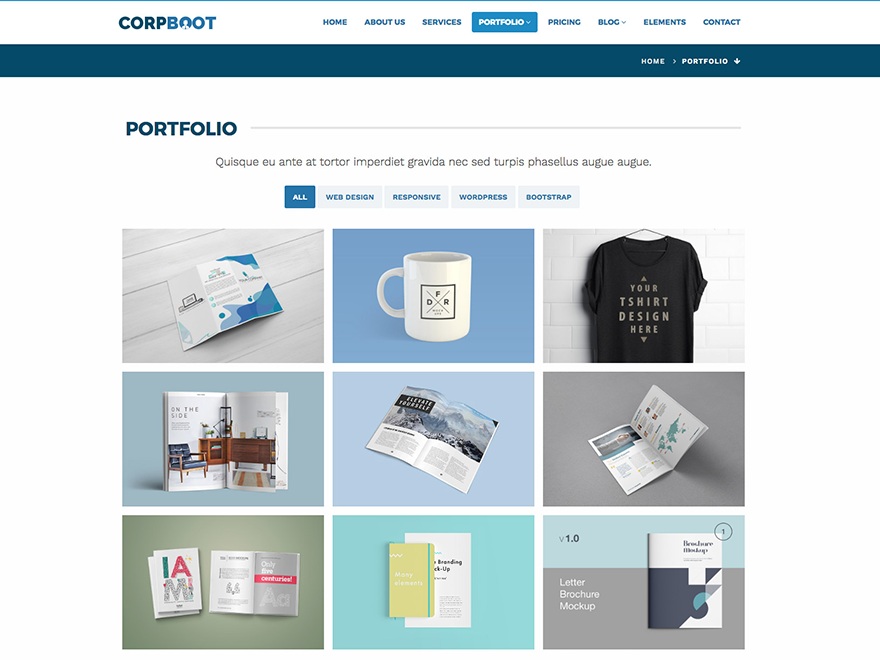 CORPBOOT
HOME ABOUT US SERVICES PORTFOLIO PRICING BLOG ELEMENTS CONTACT
HOME > PORTFOLIO
PORTFOLIO
Quisque eu ante at tortor imperdiet gravida nec sed turpis phasellus augue augue.
ALL WEB DESIGN RESPONSIVE WORDPRESS BOOTSTRAP
F
D R
YOUR
TSHIRT
DESIGN
HERE
ON THE
SIDE
ELEVATE
YOURSELF
IAM
Only
five
centuries!
Aa
Many
elements
Branding
ck-Up
V 1.0
Letter
Brochure
Mockup
Brochure
Mockup
1